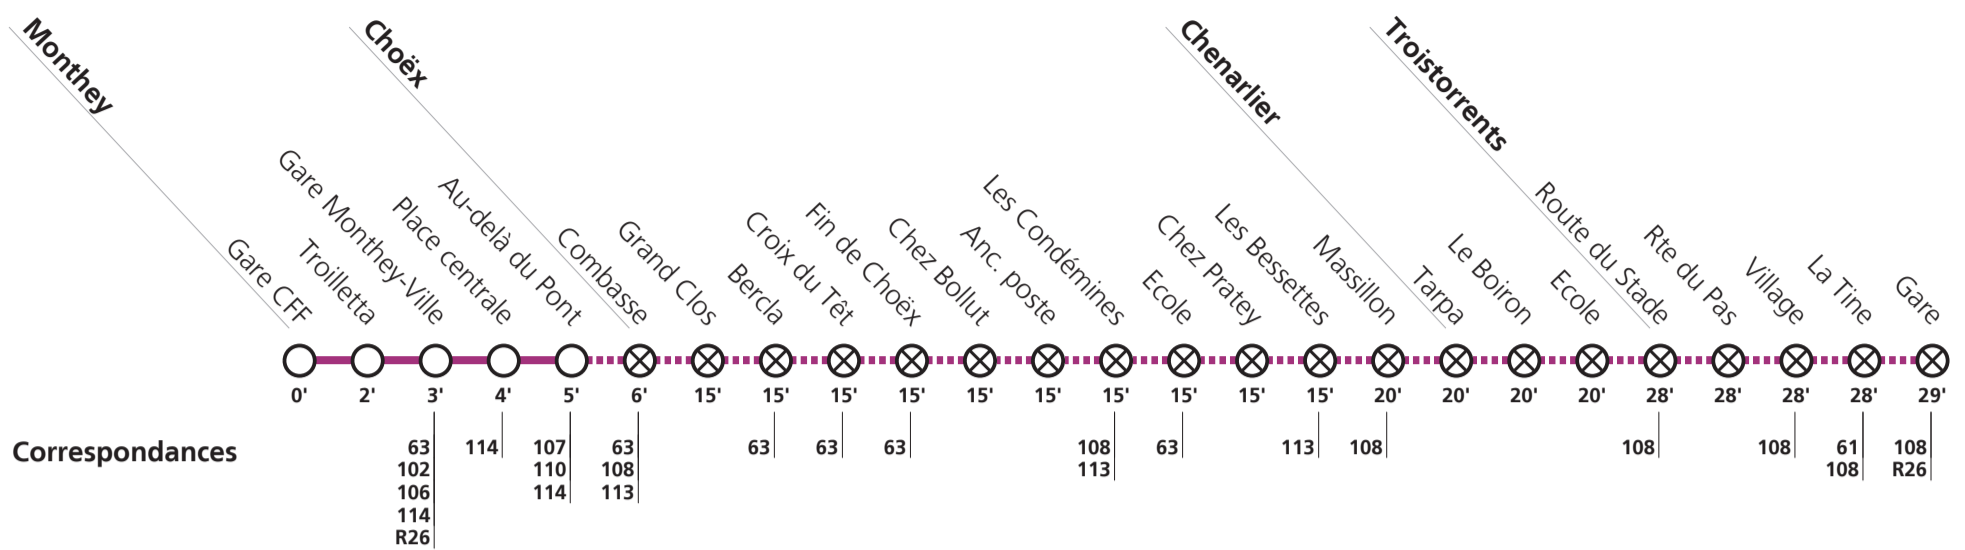 Monthey
Choëx
Chenarlier
Troistorrents
Gare CFF
Troilletta
Gare Monthey-Ville
Place centrale
Au-delà du Pont
Combasse
Grand Clos
Bercla
Croix du Têt
Fin de Choëx
Chez Bolllut
Anc. poste
Les Condémines
Ecole
Chez Pratey
Les Bessettes
Massillon
Tarpa
Le Boiron
Ecole
Route du Stade
Rte du Pas
Village
La Tine
Gare
0' 2' 3' 4' 5' 6' 15' 15' 15' 15' 15' 15' 15' 15' 15' 15' 20' 20' 20' 20' 28' 28' 28' 28' 29'
Correspondances
63 114 107 63 63 63 63 108 63 113 108 108 108 61 108
102 110 108 113 108 R26
106 114 113
114
R26